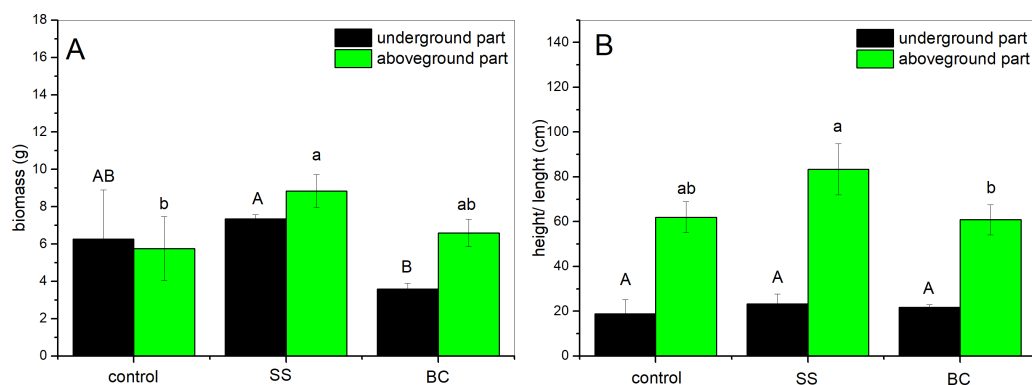 A
underground part
aboveground part
biomass (g)
18
16
14
12
10
8
6
4
2
0
AB
b
A
a
B
ab
control
SS
BC
B
underground part
aboveground part
height/ lenght (cm)
140
120
100
80
60
40
20
0
A
ab
A
a
A
b
control
SS
BC